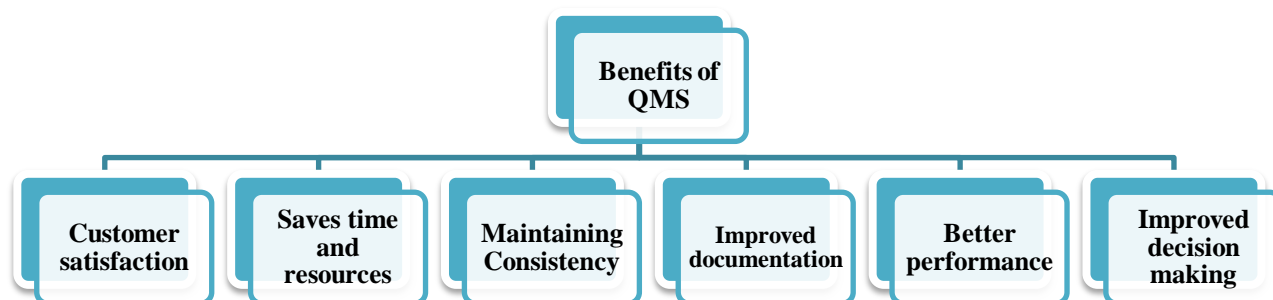 Benefits of
QMS
Customer
satisfaction
Saves time
and
resources
Maintaining
Consistency
Improved
documentation
Better
performance
Improved
decision
making